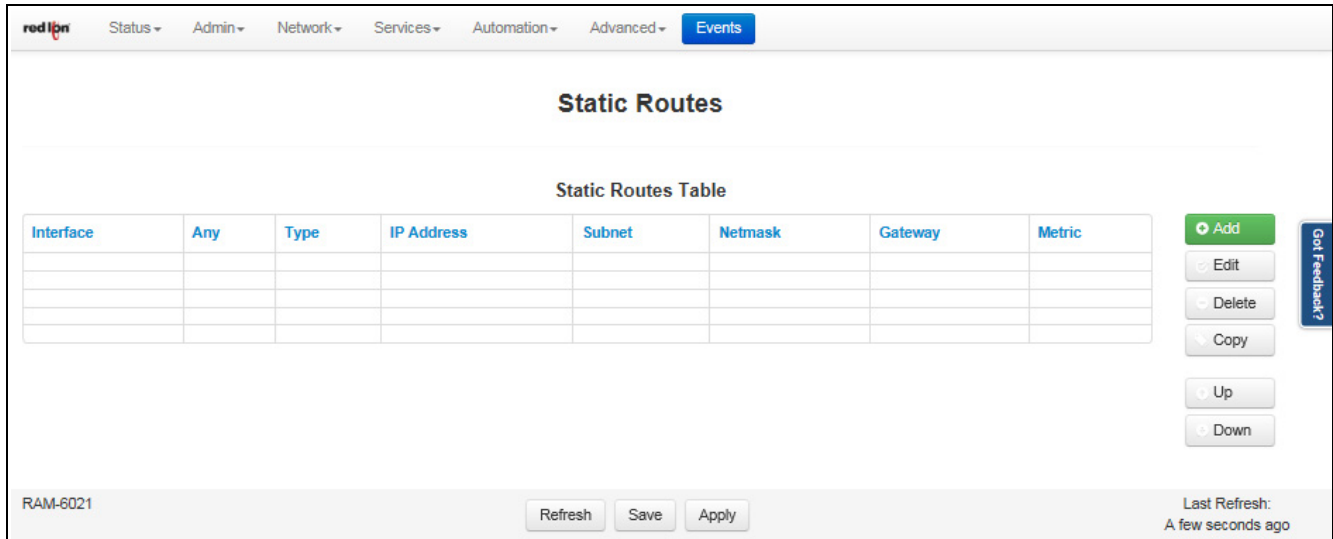 red lion Status Admin Network Services Automation Advanced Events
Static Routes
Static Routes Table
Interface Any Type IP Address Subnet Netmask Gateway Metric
Add
Edit
Delete
Copy
Up
Down
Got Feedback?
RAM-6021
Refresh Save Apply
Last Refresh:
A few seconds ago